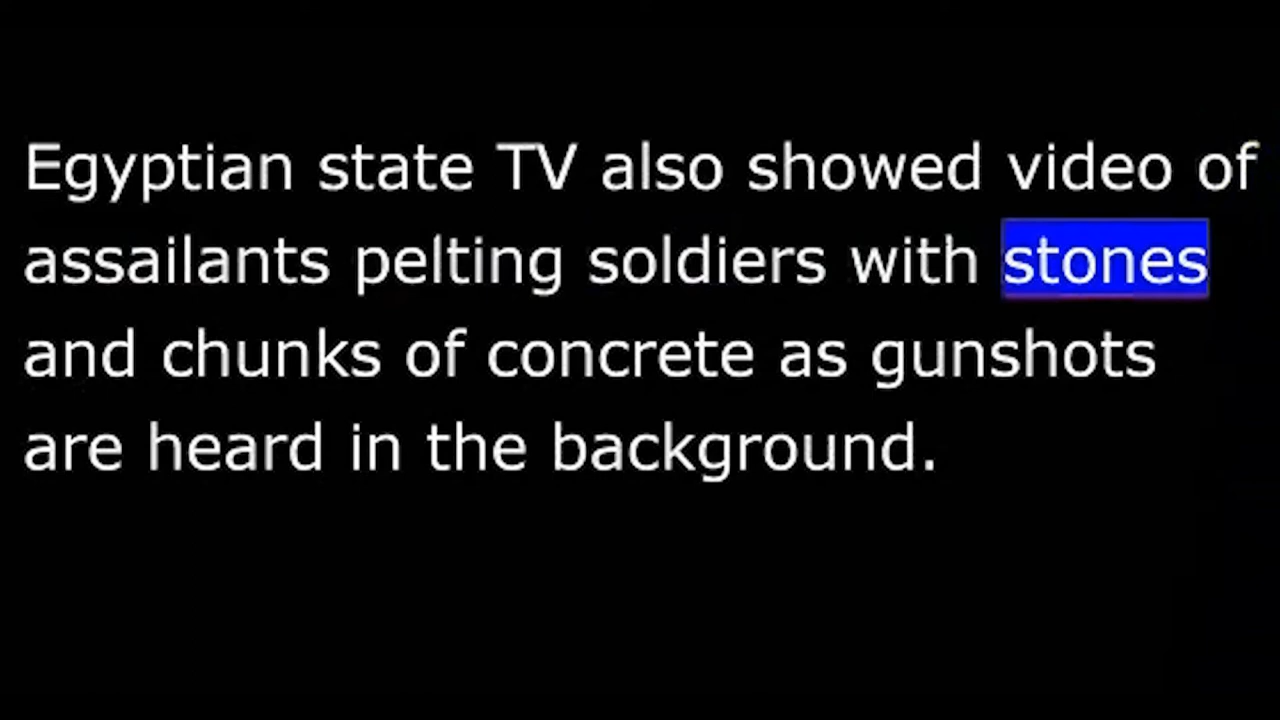 Egyptian state TV also showed video of
assailants pelting soldiers with stones
and chunks of concrete as gunshots
are heard in the background.